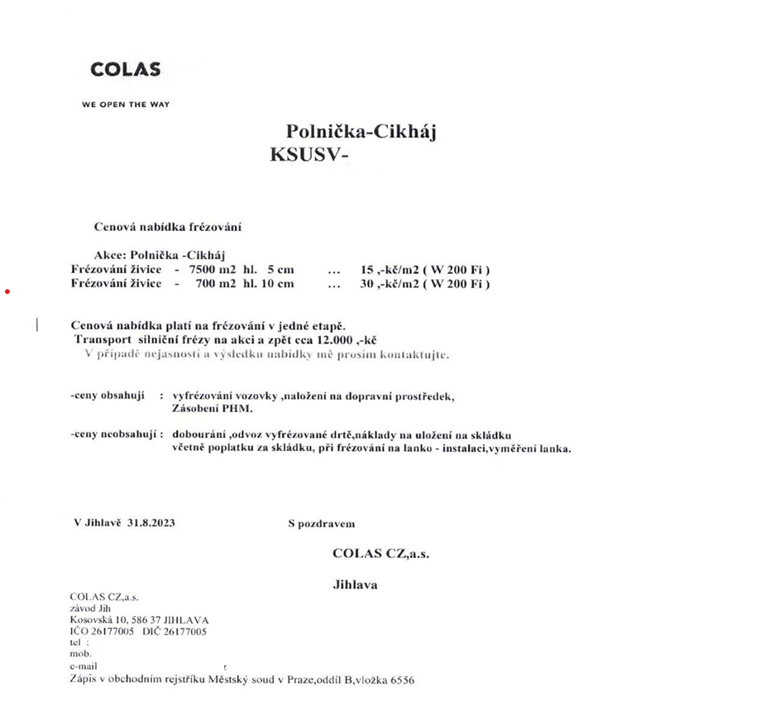 COLAS
WE OPEN THE WAY
Polnička-Cikháj
KSUSV-
Cenová nabídka frézování
Akce: Polnička -Cikháj
Frézování živice - 7500 m2 hl. 5 cm ... 15 ,-kč/m2 ( W 200 Fi )
Frézování živice - 700 m2 hl. 10 cm ... 30 ,-kč/m2 ( W 200 Fi )
Cenová nabídka platí na frézování v jedné etapě.
Transport silniční frézy na akci a zpět cca 12.000 ,-kč
V případě nejasností a výsledku nabídky mě prosím kontaktujte.
-ceny obsahují : vyfrézování vozovky ,naložení na dopravní prostředek,
Zásobení PHM.
-ceny neobsahují : dobourání ,odvoz vyfrézované drtě,náklady na uložení na skládku
včetně poplatku za skládku, při frézování na lanko - instalaci,vyměření lanka.
V Jihlavě 31.8.2023 S pozdravem
COLAS CZ,a.s.
Jihlava
COLAS CZ,a.s.
závod Jih
Kosovská 10, 586 37 JIHLAVA
IČO 26177005 DIČ 26177005
tel :
mob.
e-mail
Zápis v obchodním rejstříku Městský soud v Praze,oddíl B,vložka 6556